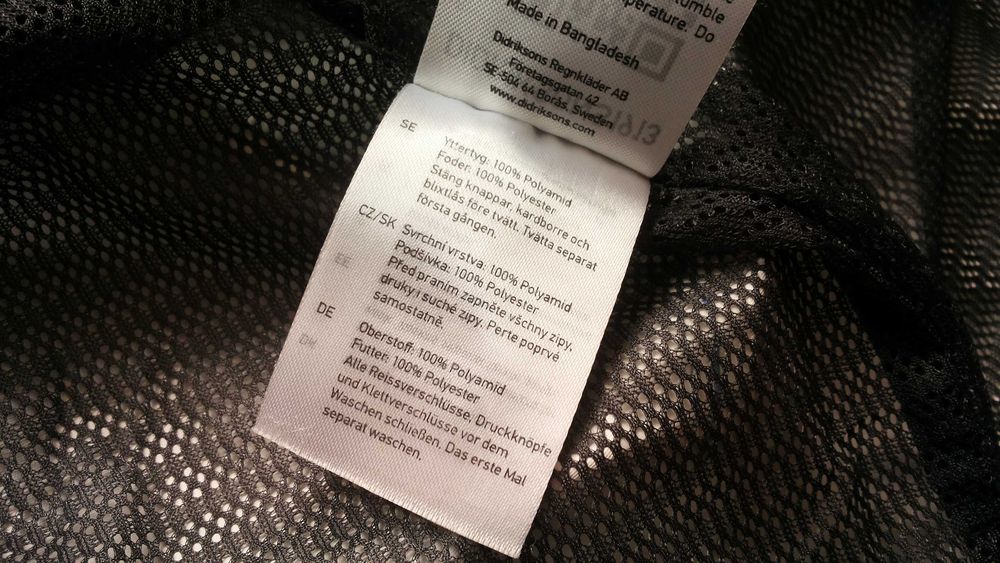 tumble
perature. Do
Made in Bangladesh
Didriksons Regnkläder AB
Företagsgatan 42
SE-504 64 Borås, Sweden
www.didriksons.com
SE
Yttertyg: 100% Polyamid
Foder: 100% Polyester
Stäng knappar, kardborre och
blixtlås före tvätt. Tvätta separat
första gången.
CZ/SK
Svrchní vrstva: 100% Polyamid
Podšívka: 100% Polyester
Před praním zapněte všchny zipy,
druky i suché zipy. Perte poprvé
samostatně.
DE
Oberstoff: 100% Polyamid
Futter: 100% Polyester
Alle Reissverschlüsse, Druckknöpfe
und Klettverschlüsse vor dem
Waschen schließen. Das erste Mal
separat waschen.